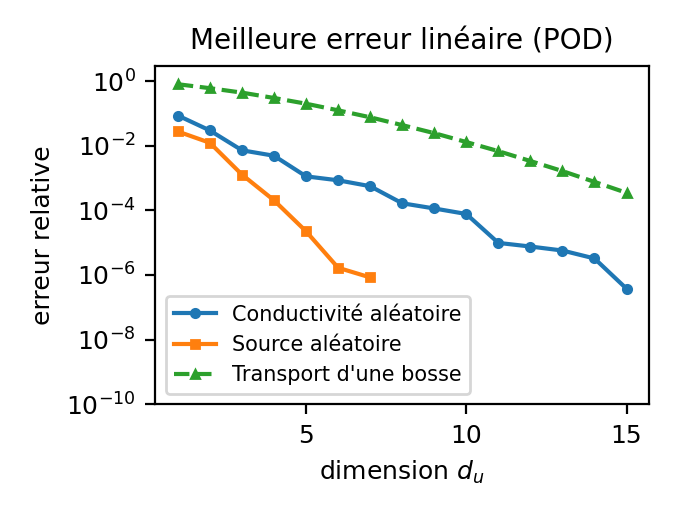 Meilleure erreur linéaire (POD)
erreur relative
10^0
10^{-2}
10^{-4}
10^{-6}
10^{-8}
10^{-10}
Conductivité aléatoire
Source aléatoire
Transport d'une bosse
5 10 15
dimension d_u